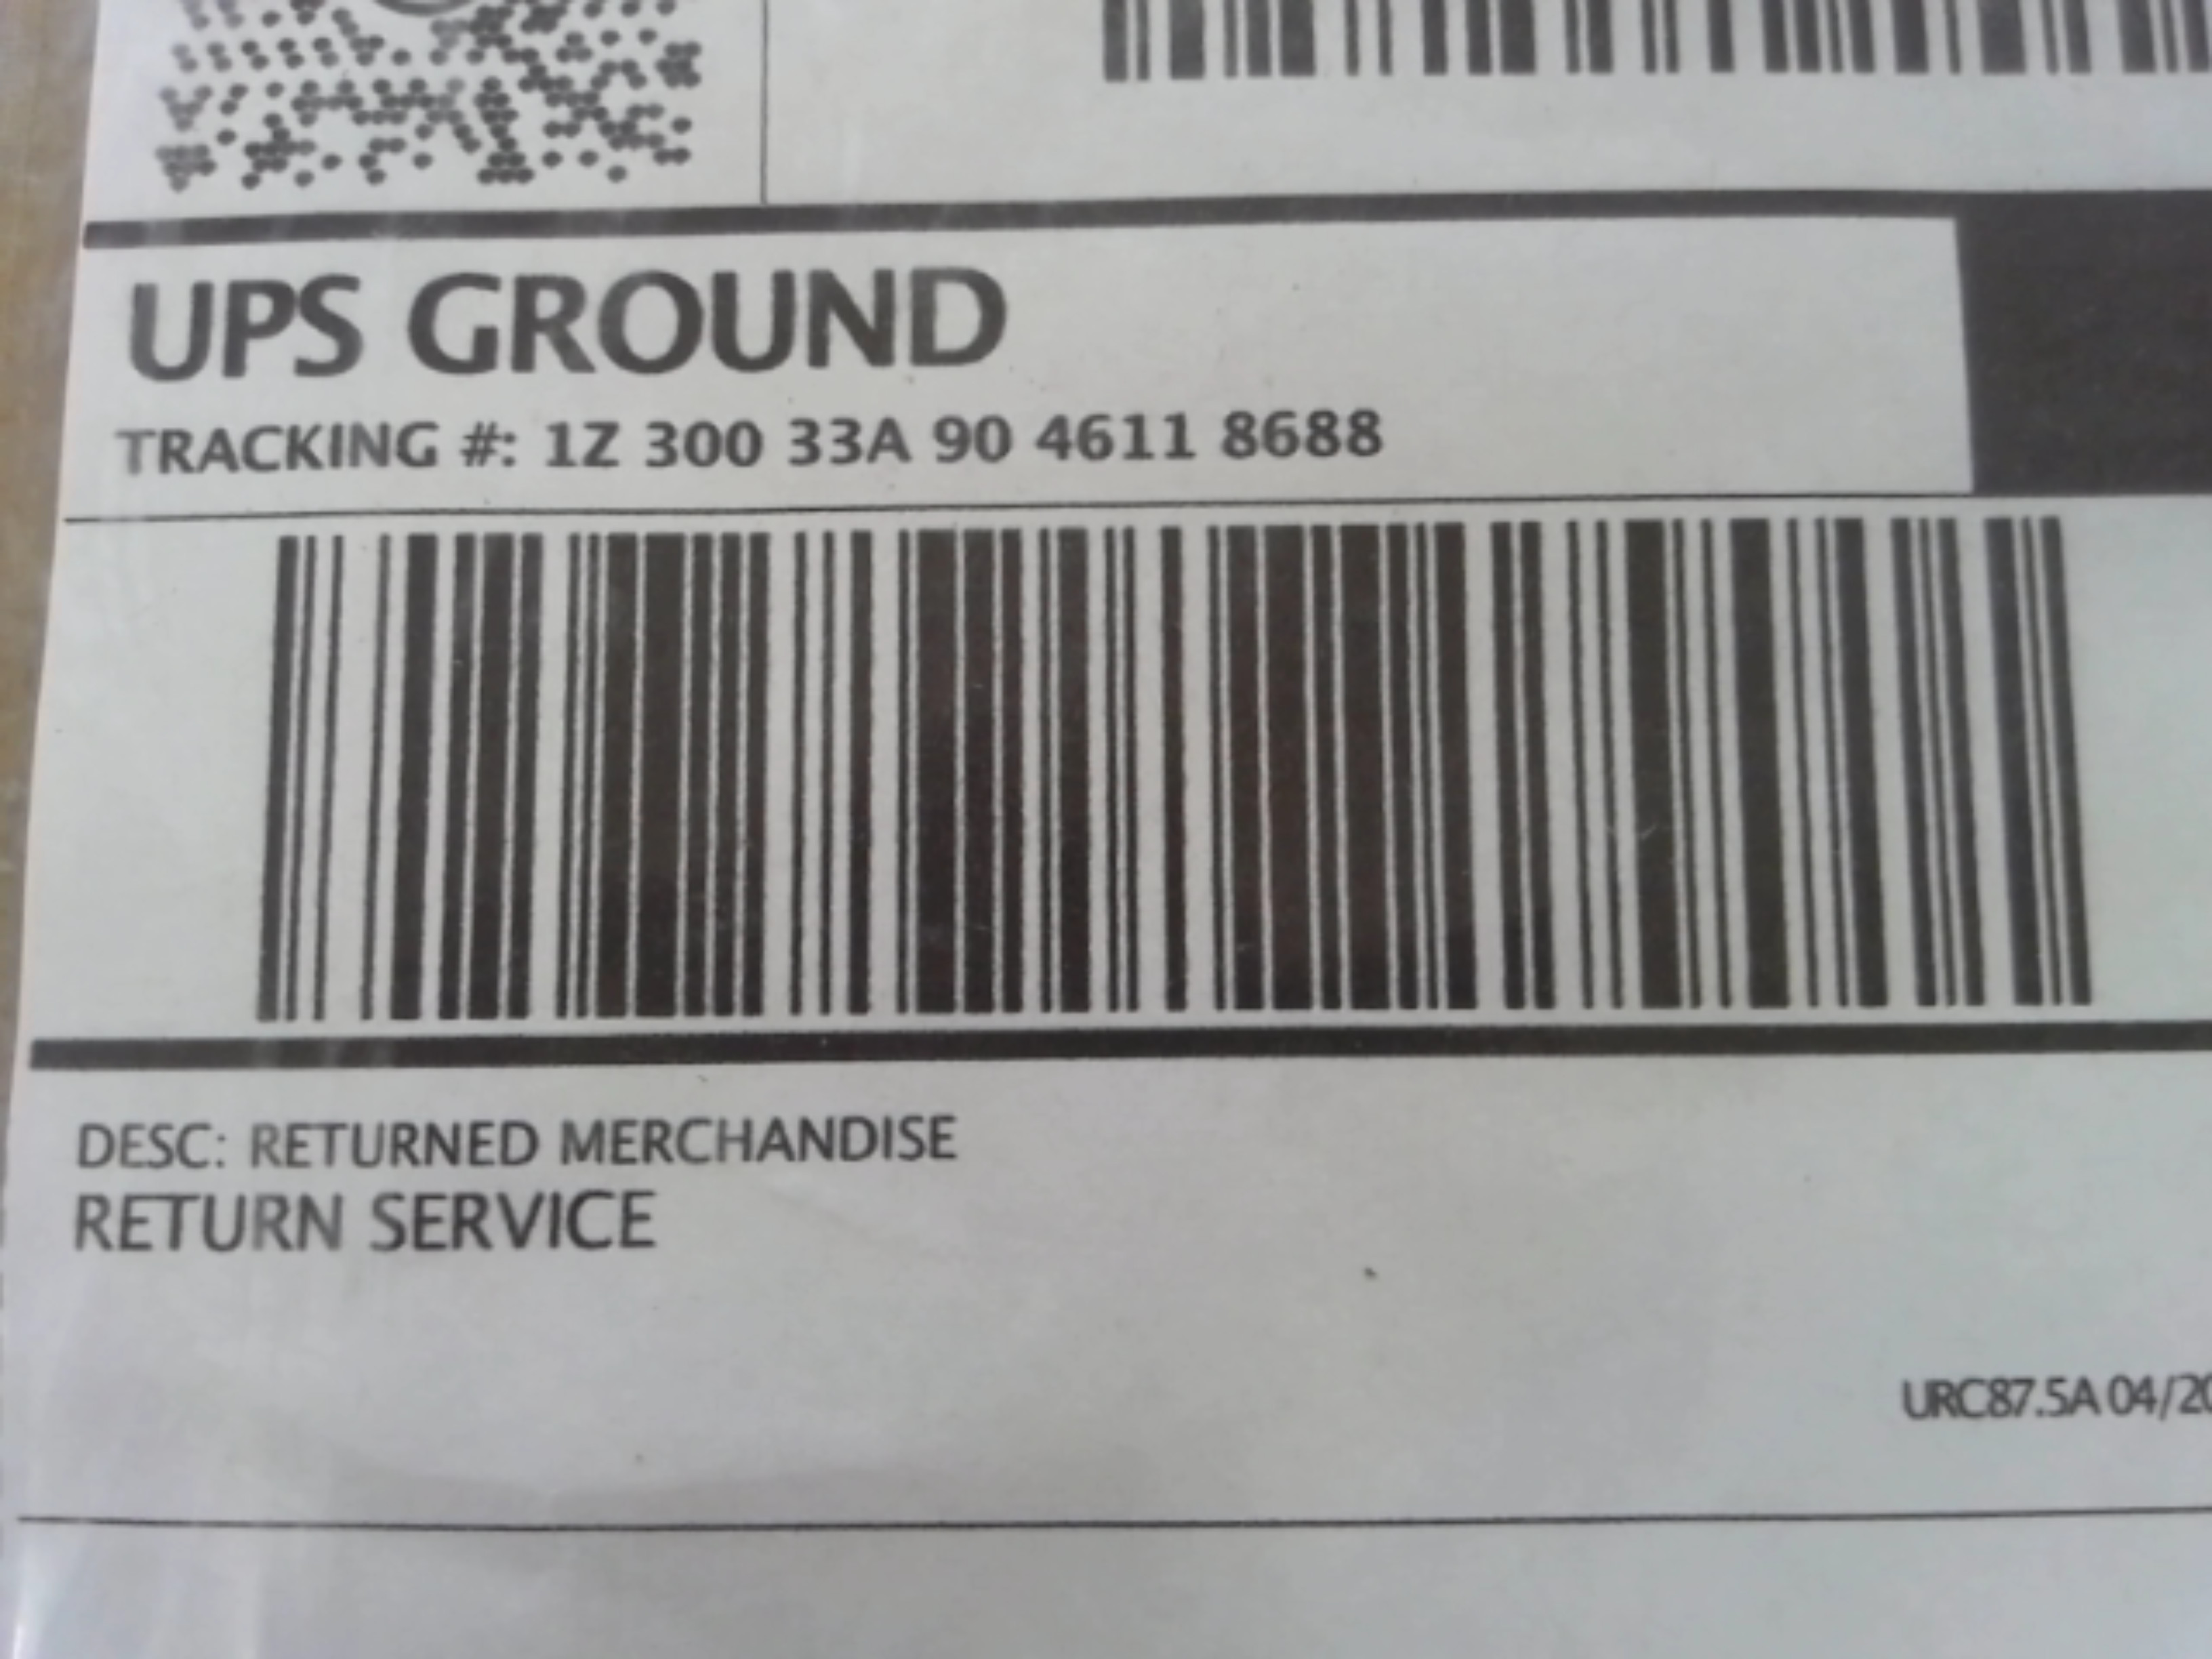 UPS GROUND
TRACKING #: 1Z 300 33A 90 4611 8688
DESC: RETURNED MERCHANDISE
RETURN SERVICE
URC87.5A 04/20